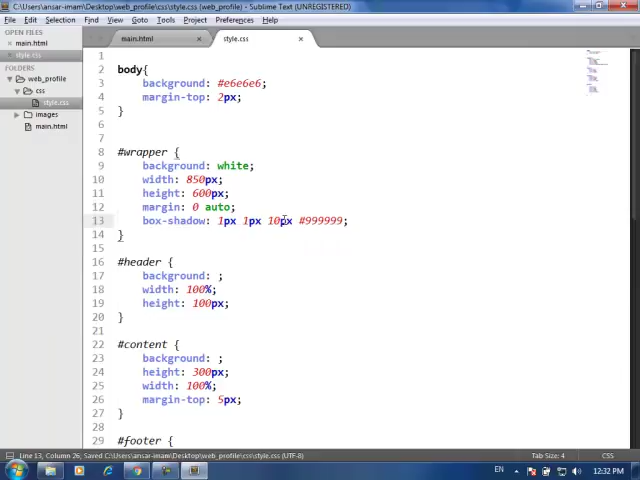 C:\Users\ansar-imam\Desktop\web_profile\css\style.css (web_profile) - Sublime Text (UNREGISTERED)
File Edit Selection Find View Goto Tools Project Preferences Help
OPEN FILES
main.html
style.css
FOLDERS
web_profile
css
style.css
images
main.html
main.html ×
style.css ×
1
2 body{
3 background: #e6e6e6;
4 margin-top: 2px;
5 }
6
7
8 #wrapper {
9 background: white;
10 width: 850px;
11 height: 600px;
12 margin: 0 auto;
13 box-shadow: 1px 1px 10px #999999;
14 }
15
16 #header {
17 background: ;
18 width: 100%;
19 height: 100px;
20 }
21
22 #content {
23 background: ;
24 height: 300px;
25 width: 100%;
26 margin-top: 5px;
27 }
28
29 #footer {
Line 13, Column 26; Saved C:\Users\ansar-imam\Desktop\web_profile\css\style.css (UTF-8)
Tab Size: 4
CSS
EN
12:32 PM